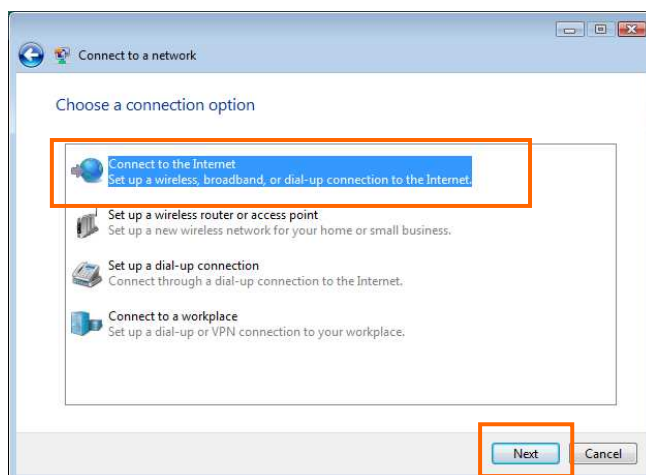 Connect to a network
Choose a connection option
Connect to the Internet
Set up a wireless, broadband, or dial-up connection to the Internet.
Set up a wireless router or access point
Set up a new wireless network for your home or small business.
Set up a dial-up connection
Connect through a dial-up connection to the Internet.
Connect to a workplace
Set up a dial-up or VPN connection to your workplace.
Next Cancel